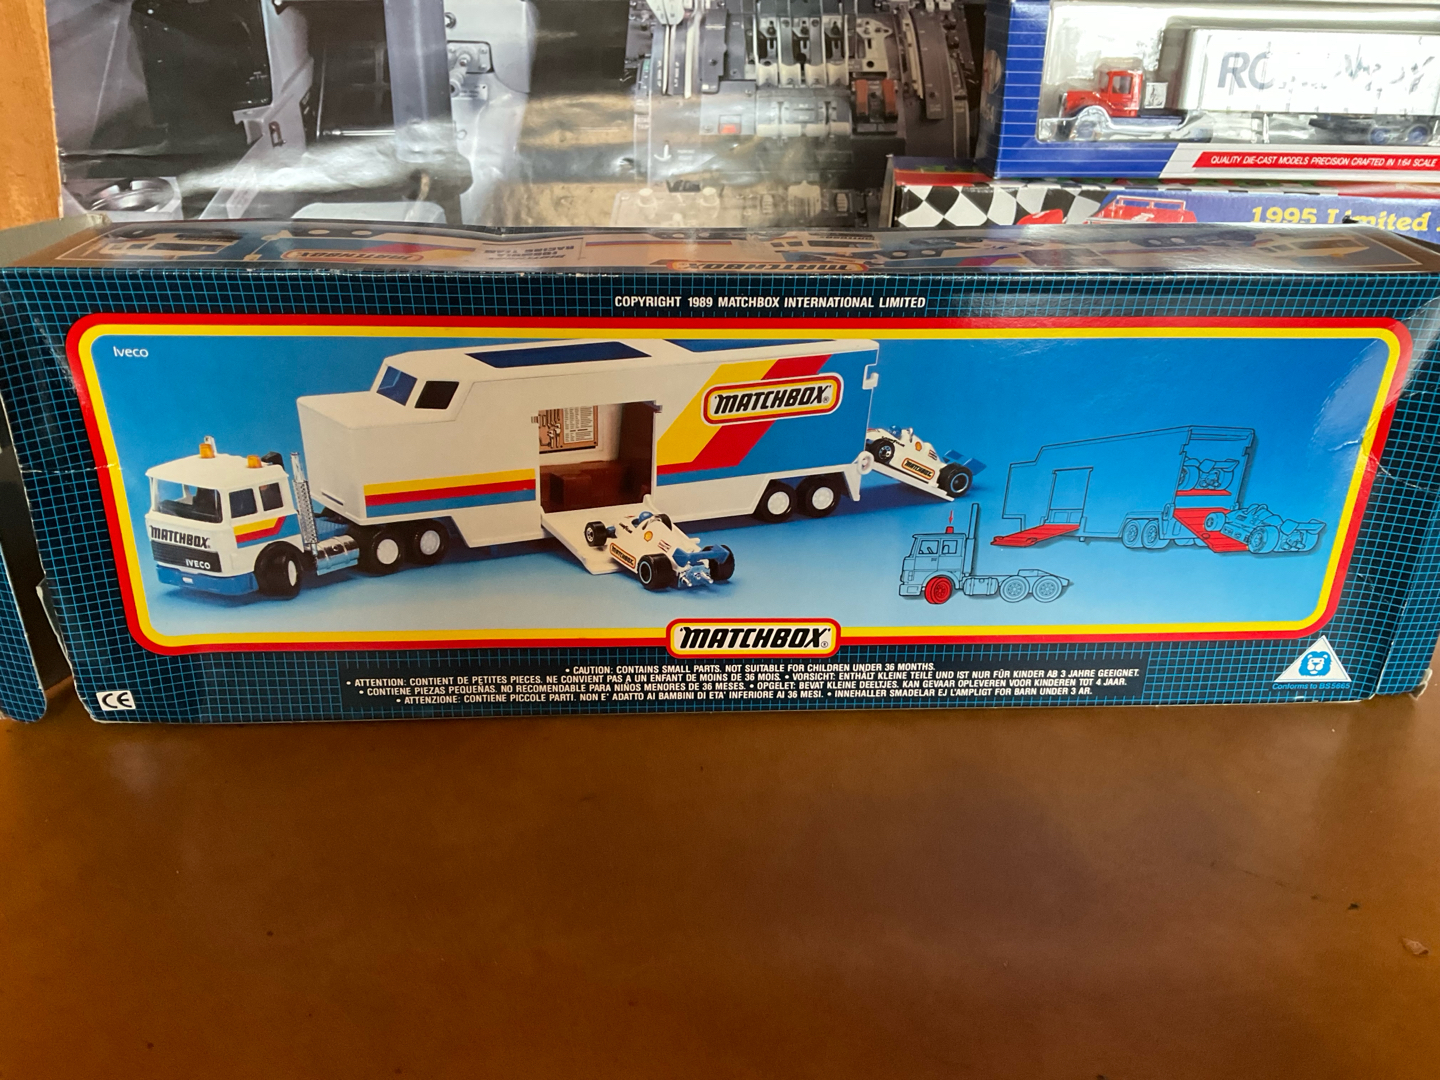 QUALITY DIE-CAST MODELS PRECISION CRAFTED IN 1:64 SCALE
1995 Limited
COPYRIGHT 1989 MATCHBOX INTERNATIONAL LIMITED
Iveco
MATCHBOX
MATCHBOX
IVECO
MATCHBOX
• CAUTION: CONTAINS SMALL PARTS. NOT SUITABLE FOR CHILDREN UNDER 36 MONTHS.
• ATTENTION: CONTIENT DE PETITES PIECES. NE CONVIENT PAS A UN ENFANT DE MOINS DE 36 MOIS. • VORSICHT: ENTHÄLT KLEINE TEILE UND IST NUR FÜR KINDER AB 3 JAHRE GEEIGNET.
• CONTIENE PIEZAS PEQUEÑAS. NO RECOMENDABLE PARA NIÑOS MENORES DE 36 MESES. • OPGELET: BEVAT KLEINE DEELTJES. KAN GEVAAR OPLEVEREN VOOR KINDEREN TOT 4 JAAR.
• ATTENZIONE: CONTIENE PICCOLE PARTI. NON E' ADATTO AI BAMBINI DI ETA' INFERIORE AI 36 MESI. • INNEHALLER SMADELAR EJ LAMPLIGT FOR BARN UNDER 3 AR.
CE
Conforms to BS5665